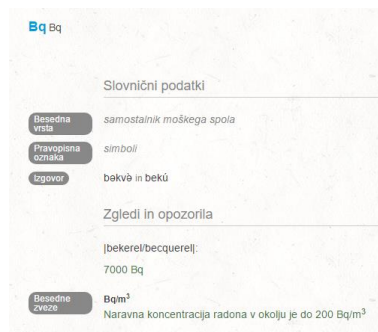 Bq Bq
Slovnični podatki
Besedna vrsta samostalnik moškega spola
Pravopisna oznaka simboli
Izgovor bəkvə̀ in bekú
Zgledi in opozorila
|bekerel/becquerel|:
7000 Bq
Besedne zveze Bq/m³
Naravna koncentracija radona v okolju je do 200 Bq/m³